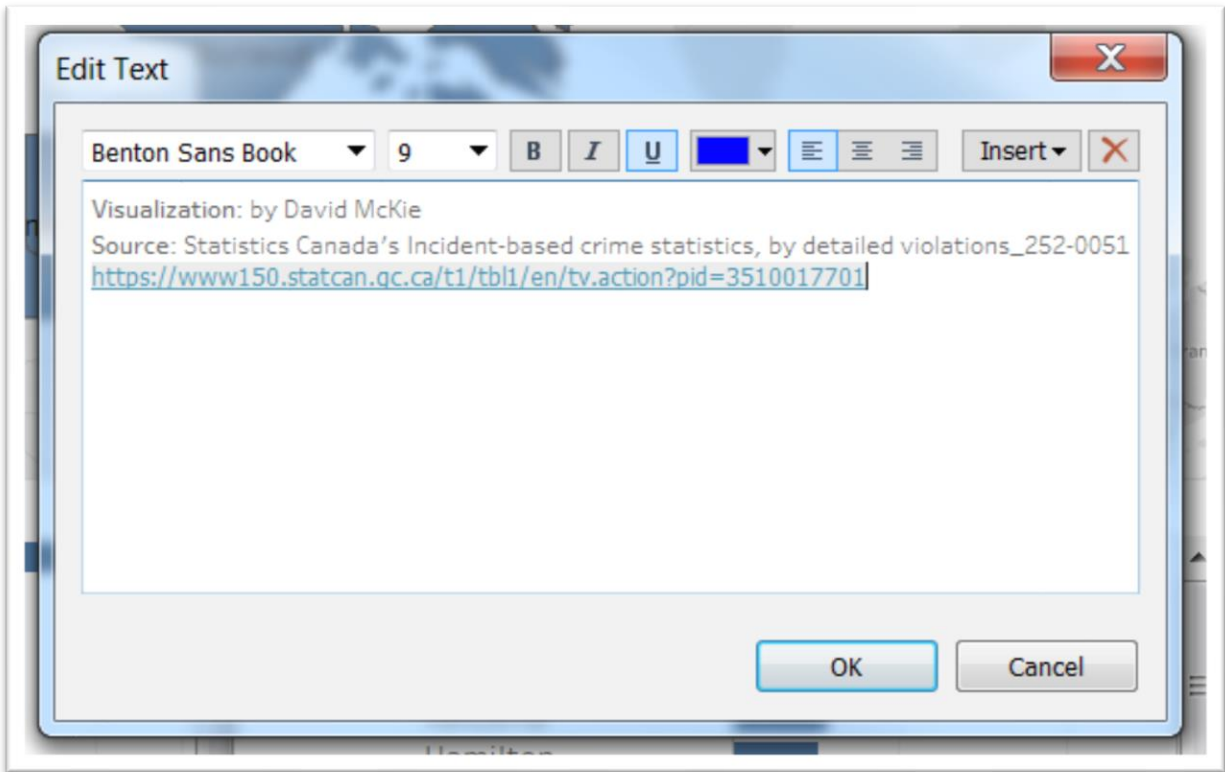 Edit Text
Benton Sans Book 9 B I U Insert
Visualization: by David McKie
Source: Statistics Canada's Incident-based crime statistics, by detailed violations_252-0051
https://www150.statcan.gc.ca/t1/tbl1/en/tv.action?pid=3510017701
OK Cancel
Hamilton